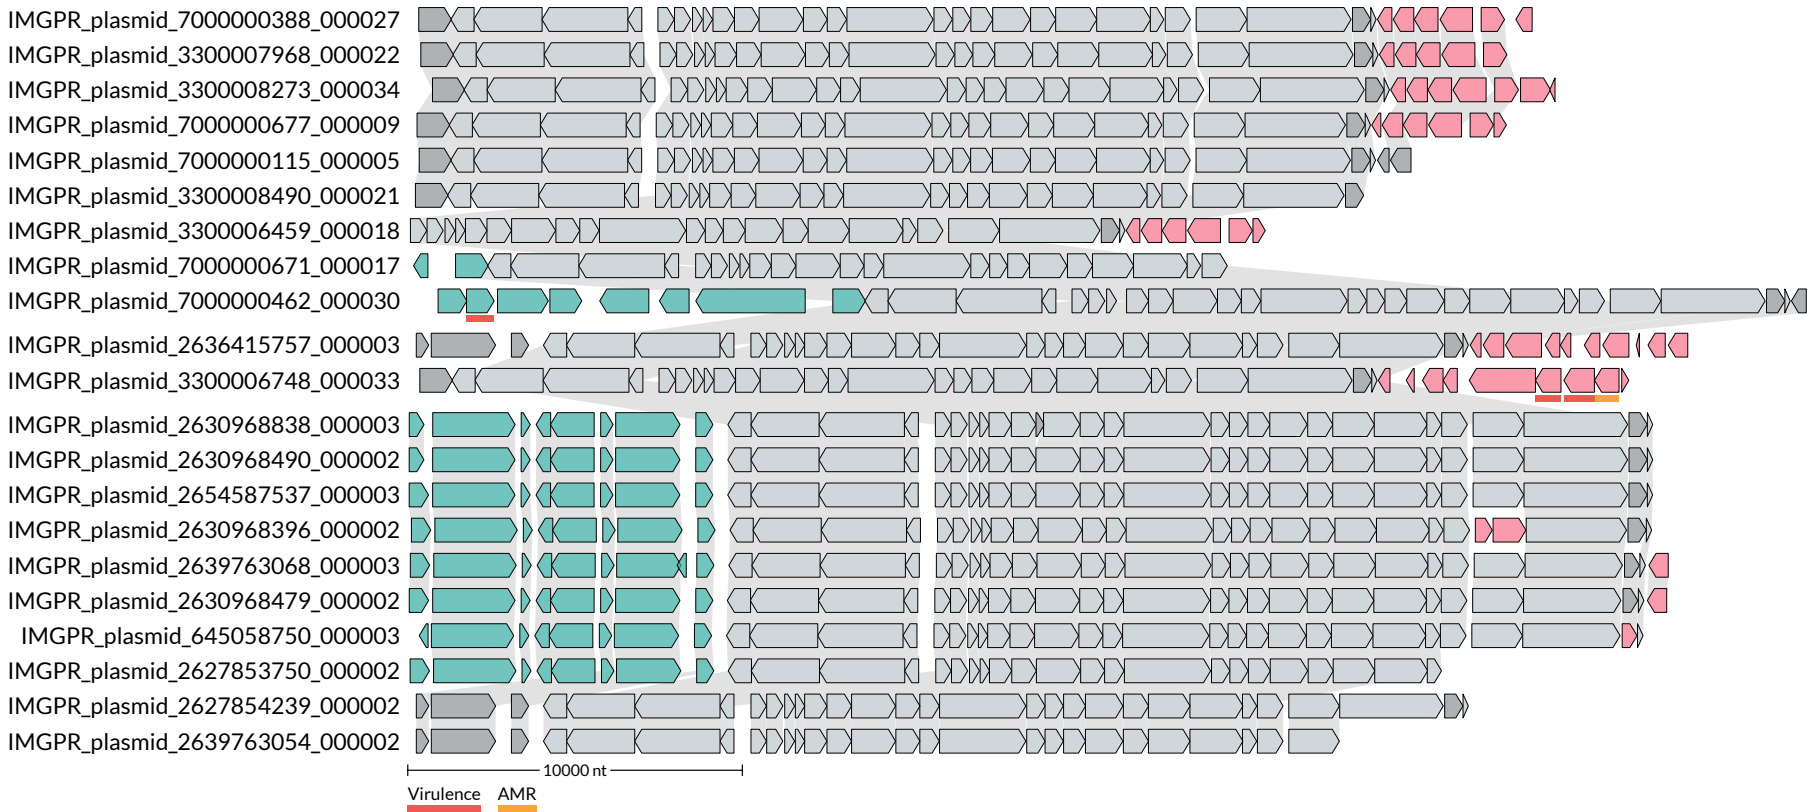 IMGPR_plasmid_7000000388_000027
IMGPR_plasmid_3300007968_000022
IMGPR_plasmid_3300008273_000034
IMGPR_plasmid_7000000677_000009
IMGPR_plasmid_7000000115_000005
IMGPR_plasmid_3300008490_000021
IMGPR_plasmid_3300006459_000018
IMGPR_plasmid_7000000671_000017
IMGPR_plasmid_7000000462_000030
IMGPR_plasmid_2636415757_000003
IMGPR_plasmid_3300006748_000033
IMGPR_plasmid_2630968838_000003
IMGPR_plasmid_2630968490_000002
IMGPR_plasmid_2654587537_000003
IMGPR_plasmid_2630968396_000002
IMGPR_plasmid_2639763068_000003
IMGPR_plasmid_2630968479_000002
IMGPR_plasmid_645058750_000003
IMGPR_plasmid_2627853750_000002
IMGPR_plasmid_2627854239_000002
IMGPR_plasmid_2639763054_000002
10000 nt
Virulence AMR